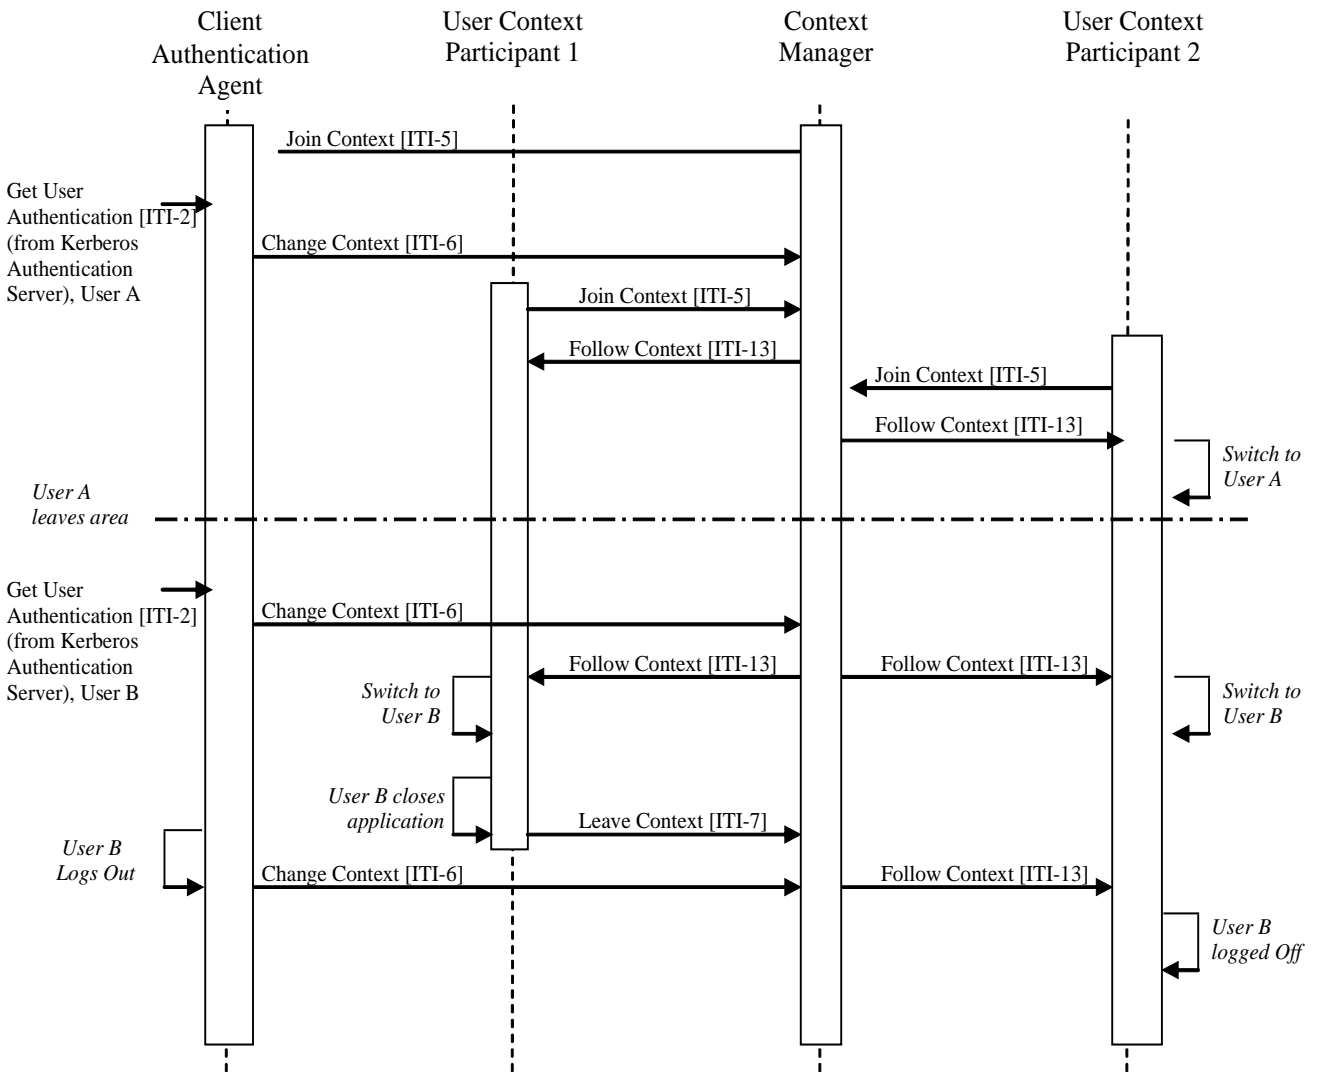 Client
Authentication
Agent
User Context
Participant 1
Context
Manager
User Context
Participant 2
Join Context [ITI-5]
Get User
Authentication [ITI-2]
(from Kerberos
Authentication
Server), User A
Change Context [ITI-6]
Join Context [ITI-5]
Follow Context [ITI-13]
Join Context [ITI-5]
Follow Context [ITI-13]
Switch to
User A
User A
leaves area
Get User
Authentication [ITI-2]
(from Kerberos
Authentication
Server), User B
Change Context [ITI-6]
Follow Context [ITI-13]
Follow Context [ITI-13]
Switch to
User B
Switch to
User B
User B closes
application
Leave Context [ITI-7]
User B
Logs Out
Change Context [ITI-6]
Follow Context [ITI-13]
User B
logged Off